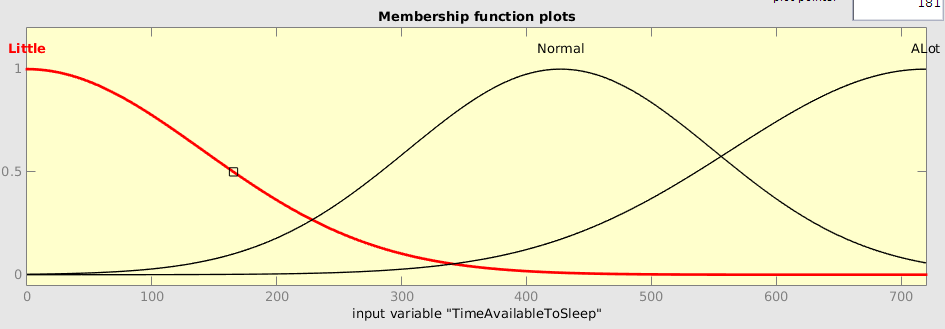 181
Membership function plots
Little Normal ALot
1
0.5
0
0 100 200 300 400 500 600 700
input variable "TimeAvailableToSleep"